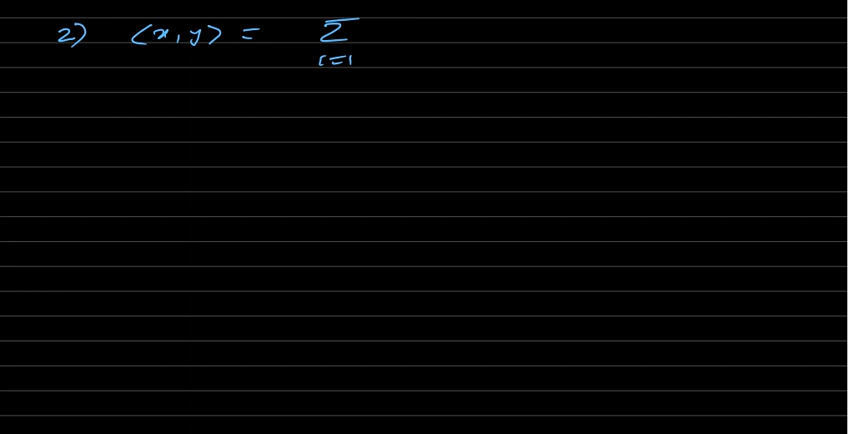 2) ⟨x, y⟩ = Σ
i=1